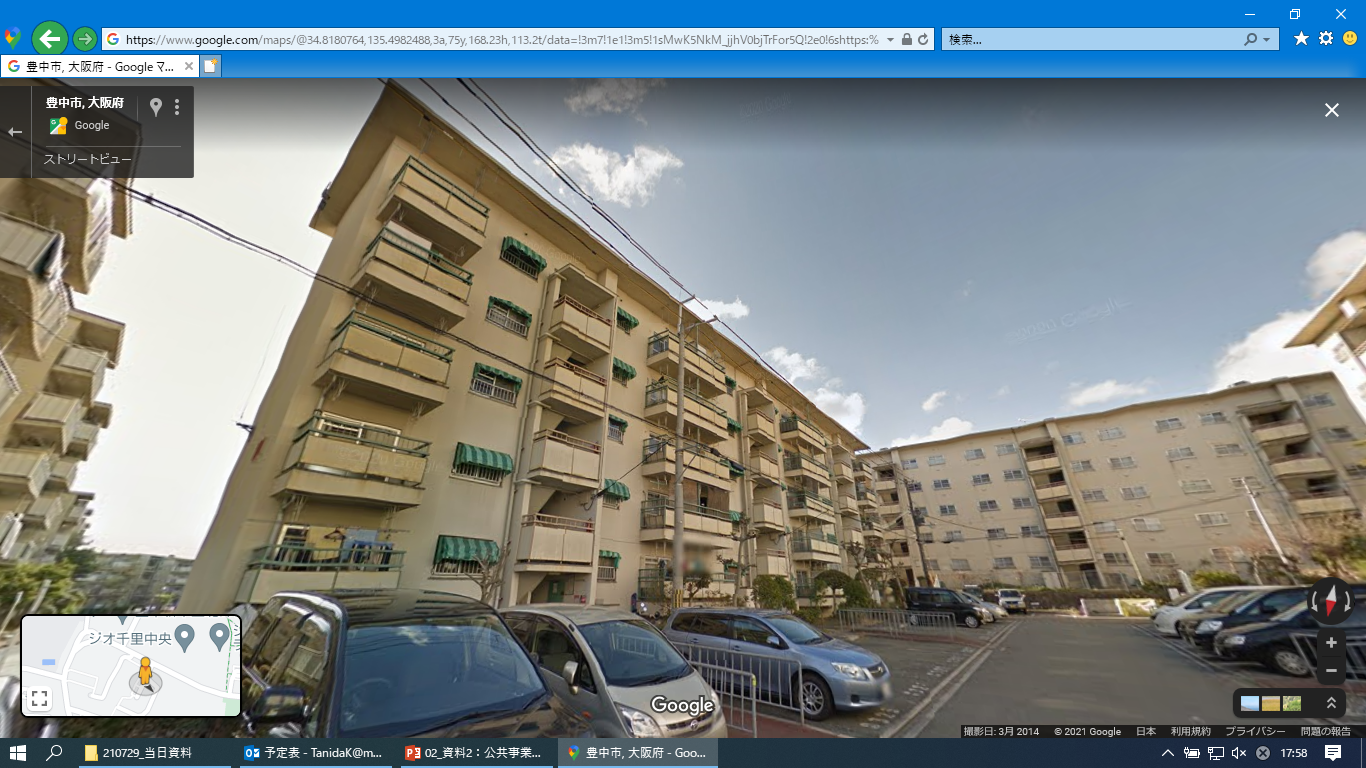 https://www.google.com/maps/@34.8180764,135.4982488,3a,75y,168.23h,113.2t/data=!3m7!1e1!3m5!1sMwK5NkM_jjhV0bjTrFor5Q!2e0!6shttps:%
検索...
豊中市, 大阪府 - Google マ...
豊中市, 大阪府
Google
ストリートビュー
ジオ千里中央
Google
撮影日: 3月 2014 © 2021 Google 日本 利用規約 プライバシー 問題の報告
210729_当日資料
予定表 - TanidaK@m...
02_資料2：公共事業...
豊中市, 大阪府 - Goo...
17:58